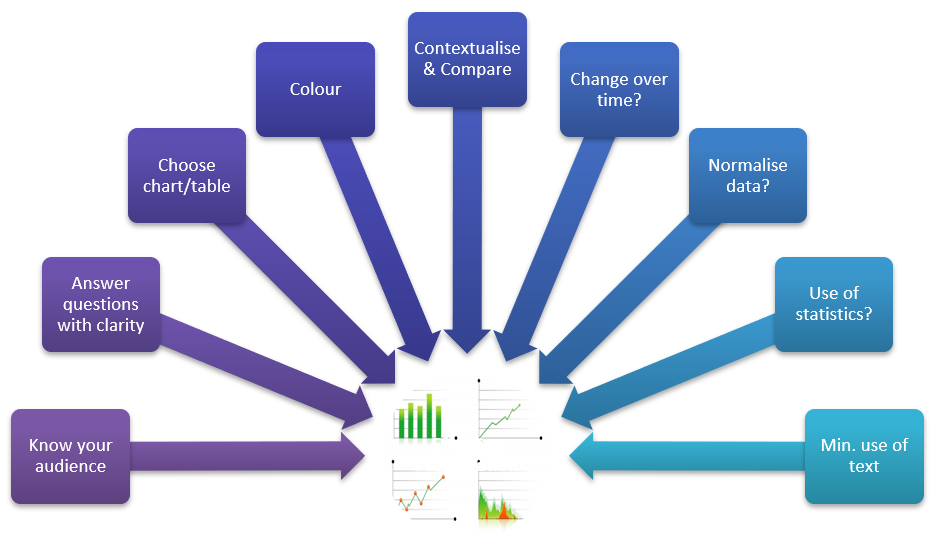 Know your
audience
Answer
questions
with clarity
Choose
chart/table
Colour
Contextualise
& Compare
Change over
time?
Normalise
data?
Use of
statistics?
Min. use of
text